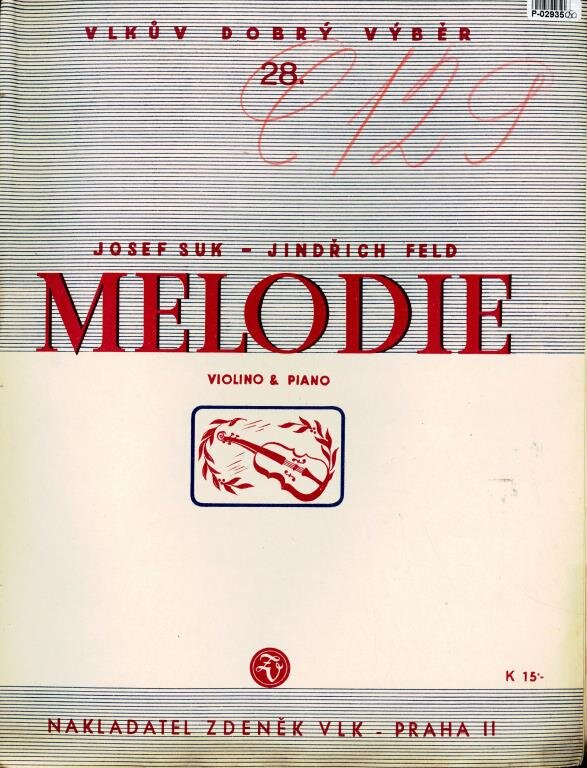 P-02935
VLKŮV DOBRÝ VÝBĚR
28.
C 129
JOSEF SUK – JINDŘICH FELD
MELODIE
VIOLINO & PIANO
K 15·-
NAKLADATEL ZDENĚK VLK - PRAHA II